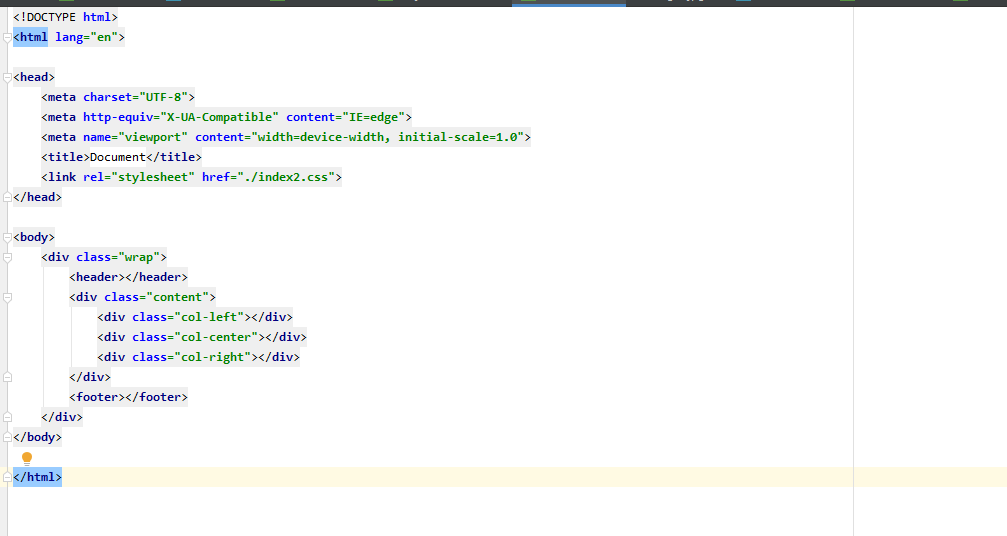 <!DOCTYPE html>
<html lang="en">
<head>
<meta charset="UTF-8">
<meta http-equiv="X-UA-Compatible" content="IE=edge">
<meta name="viewport" content="width=device-width, initial-scale=1.0">
<title>Document</title>
<link rel="stylesheet" href="./index2.css">
</head>
<body>
<div class="wrap">
<header></header>
<div class="content">
<div class="col-left"></div>
<div class="col-center"></div>
<div class="col-right"></div>
</div>
<footer></footer>
</div>
</body>
</html>